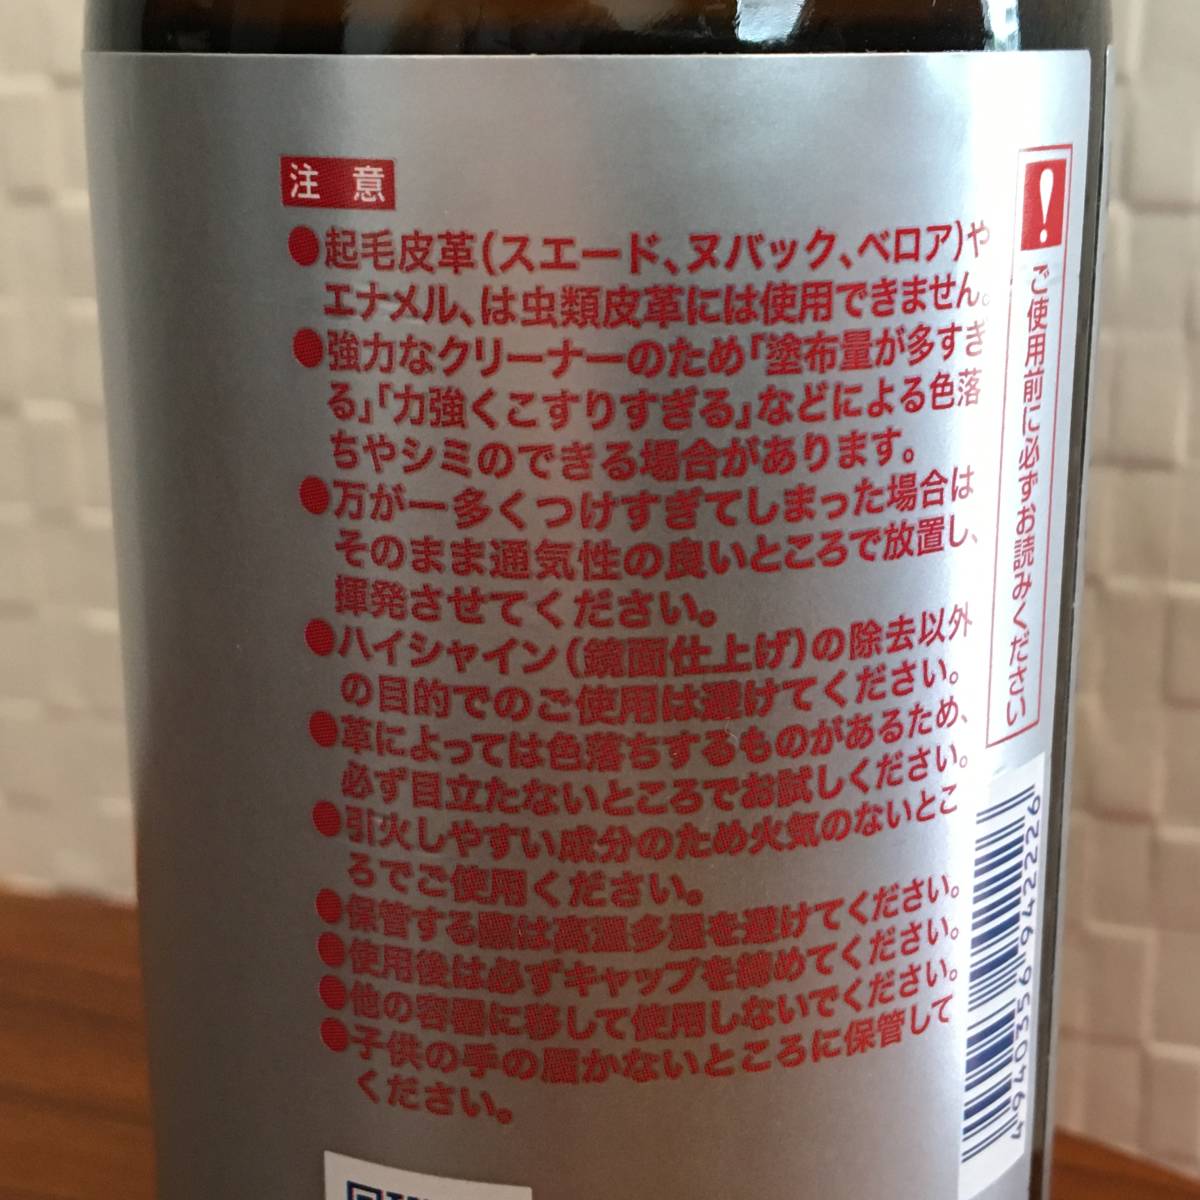 注意
●起毛皮革(スエード、ヌバック、ベロア)や
エナメル、は虫類皮革には使用できません。
●強力なクリーナーのため「塗布量が多すぎ
る」「力強くこすりすぎる」などによる色落
ちやシミのできる場合があります。
●万が一多くつけすぎてしまった場合は
そのまま通気性の良いところで放置し、
揮発させてください。
●ハイシャイン(鏡面仕上げ)の除去以外
の目的でのご使用は避けてください。
●革によっては色落ちするものがあるため、
必ず目立たないところでお試しください。
●引火しやすい成分のため火気のないとこ
ろでご使用ください。
●保管する際は高温多湿を避けてください。
●使用後は必ずキャップを締めてください。
●他の容器に移して使用しないでください。
●子供の手の届かないところに保管して
ください。
! ご使用前に必ずお読みください
4940356942226